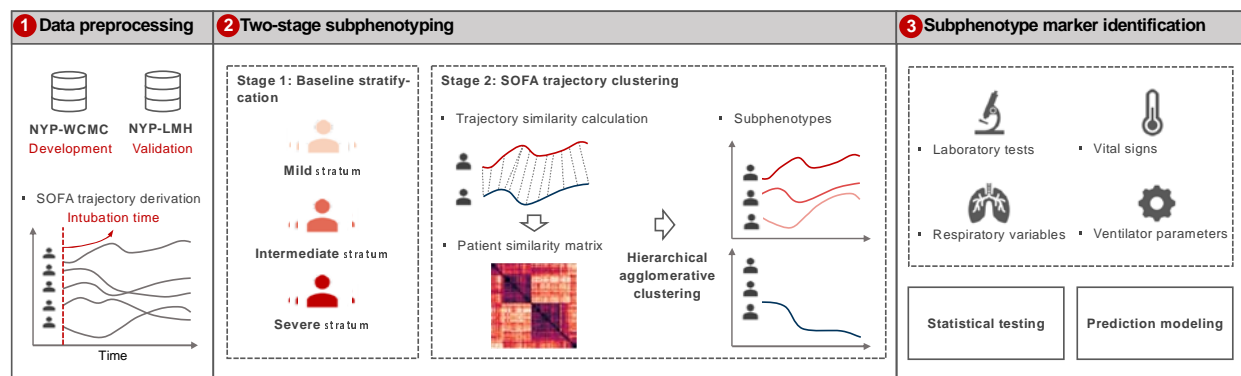 1 Data preprocessing
NYP-WCMC
Development
NYP-LMH
Validation
▪ SOFA trajectory derivation
Intubation time
Time
2 Two-stage subphenotyping
Stage 1: Baseline stratify-
cation
Mild stratum
Intermediate stratum
Severe stratum
Stage 2: SOFA trajectory clustering
▪ Trajectory similarity calculation
▪ Patient similarity matrix
Hierarchical
agglomerative
clustering
▪ Subphenotypes
3 Subphenotype marker identification
▪ Laboratory tests
▪ Vital signs
▪ Respiratory variables
▪ Ventilator parameters
Statistical testing
Prediction modeling